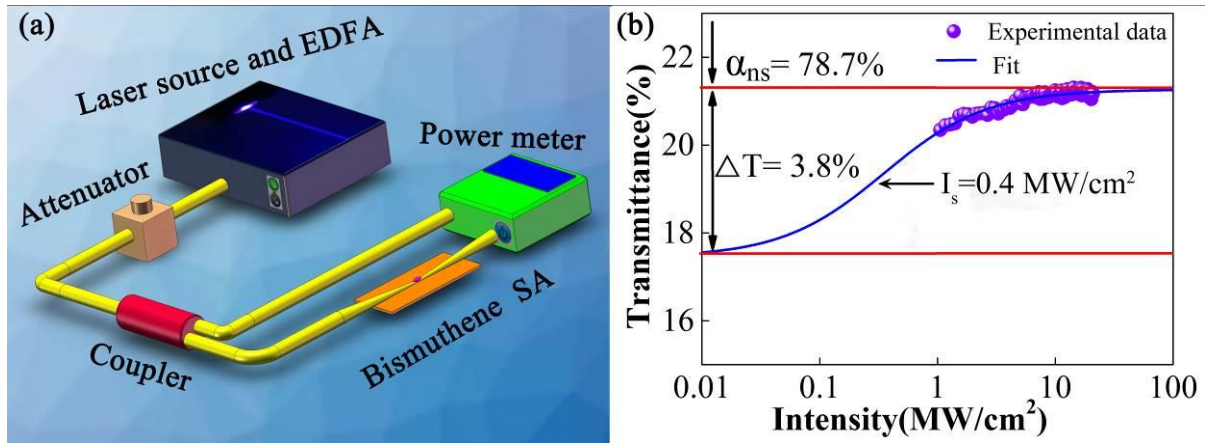 (a)
Laser source and EDFA
Power meter
Attenuator
Coupler
Bismuthene SA
(b)
Experimental data
Fit
α_ns= 78.7%
△T= 3.8%
I_s=0.4 MW/cm²
Transmittance(%)
22
20
18
16
0.01 0.1 1 10 100
Intensity(MW/cm²)